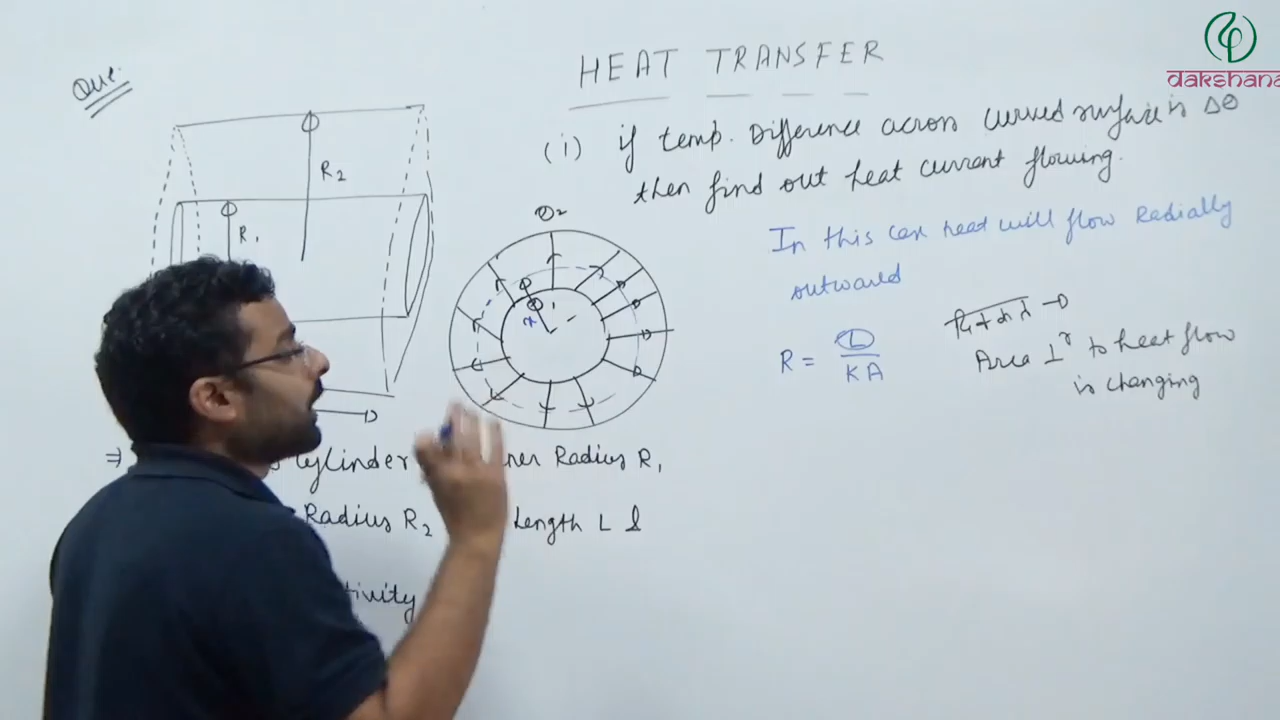 Que.
HEAT TRANSFER
dakshana
(i) if temp. Difference across curved surface is Δθ
then find out heat current flowing.
R2
R1
θ2
In this case heat will flow Radially
outward
R = L / KA
Area ⊥r to heat flow
is changing
⇒ Cylinder Radius R1
Radius R2 Length L &